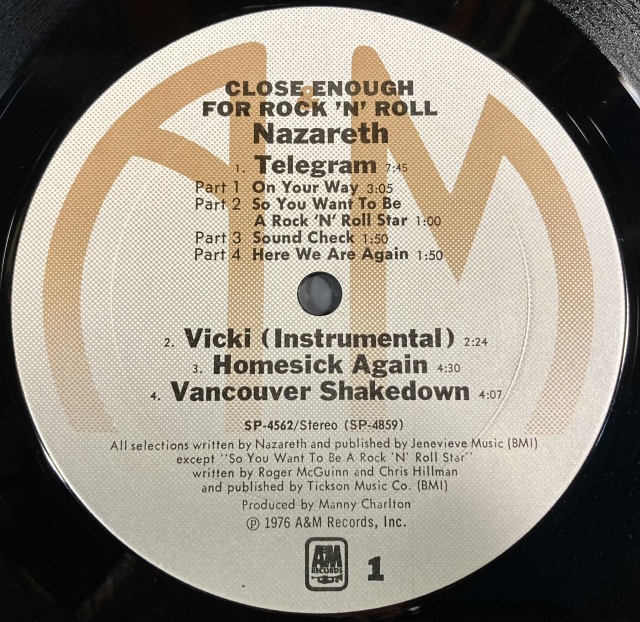 CLOSE ENOUGH
FOR ROCK 'N' ROLL
Nazareth
1. Telegram 7:45
Part 1 On Your Way 3:05
Part 2 So You Want To Be
A Rock 'N' Roll Star 1:00
Part 3 Sound Check 1:50
Part 4 Here We Are Again 1:50
2. Vicki (Instrumental) 2:24
3. Homesick Again 4:30
4. Vancouver Shakedown 4:07
SP-4562/Stereo (SP-4859)
All selections written by Nazareth and published by Jenevieve Music (BMI)
except "So You Want To Be A Rock 'N' Roll Star"
written by Roger McGuinn and Chris Hillman
and published by Tickson Music Co. (BMI)
Produced by Manny Charlton
℗ 1976 A&M Records, Inc.
A&M
RECORDS
1